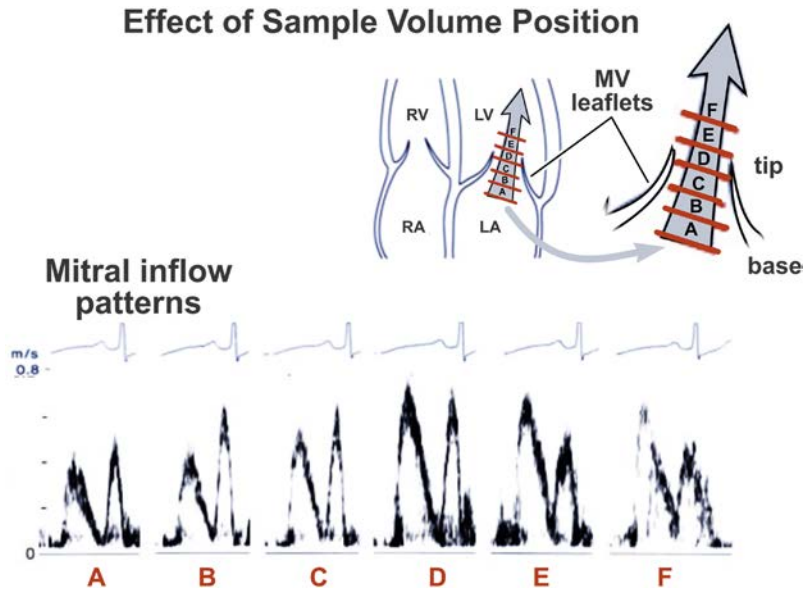 Effect of Sample Volume Position
MV
leaflets
RV
LV
F
E
D
C
B
A
RA
LA
F
E
D
C
B
A
tip
base
Mitral inflow
patterns
m/s
0.8
0
A B C D E F